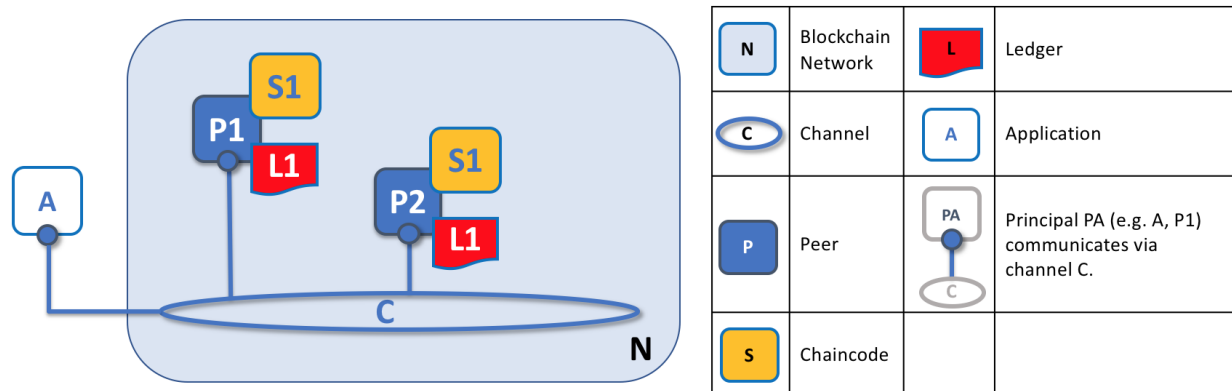 S1
P1
L1
S1
P2
L1
A
C
N
N
Blockchain
Network
L
Ledger
C
Channel
A
Application
P
Peer
PA
C
Principal PA (e.g. A, P1)
communicates via
channel C.
S
Chaincode